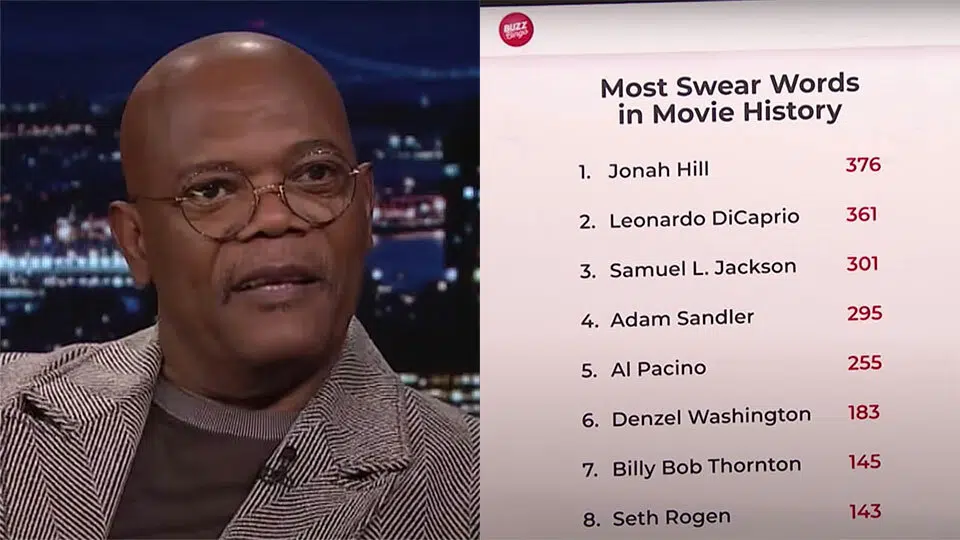 BUZZ
Bingo
Most Swear Words
in Movie History
1. Jonah Hill 376
2. Leonardo DiCaprio 361
3. Samuel L. Jackson 301
4. Adam Sandler 295
5. Al Pacino 255
6. Denzel Washington 183
7. Billy Bob Thornton 145
8. Seth Rogen 143